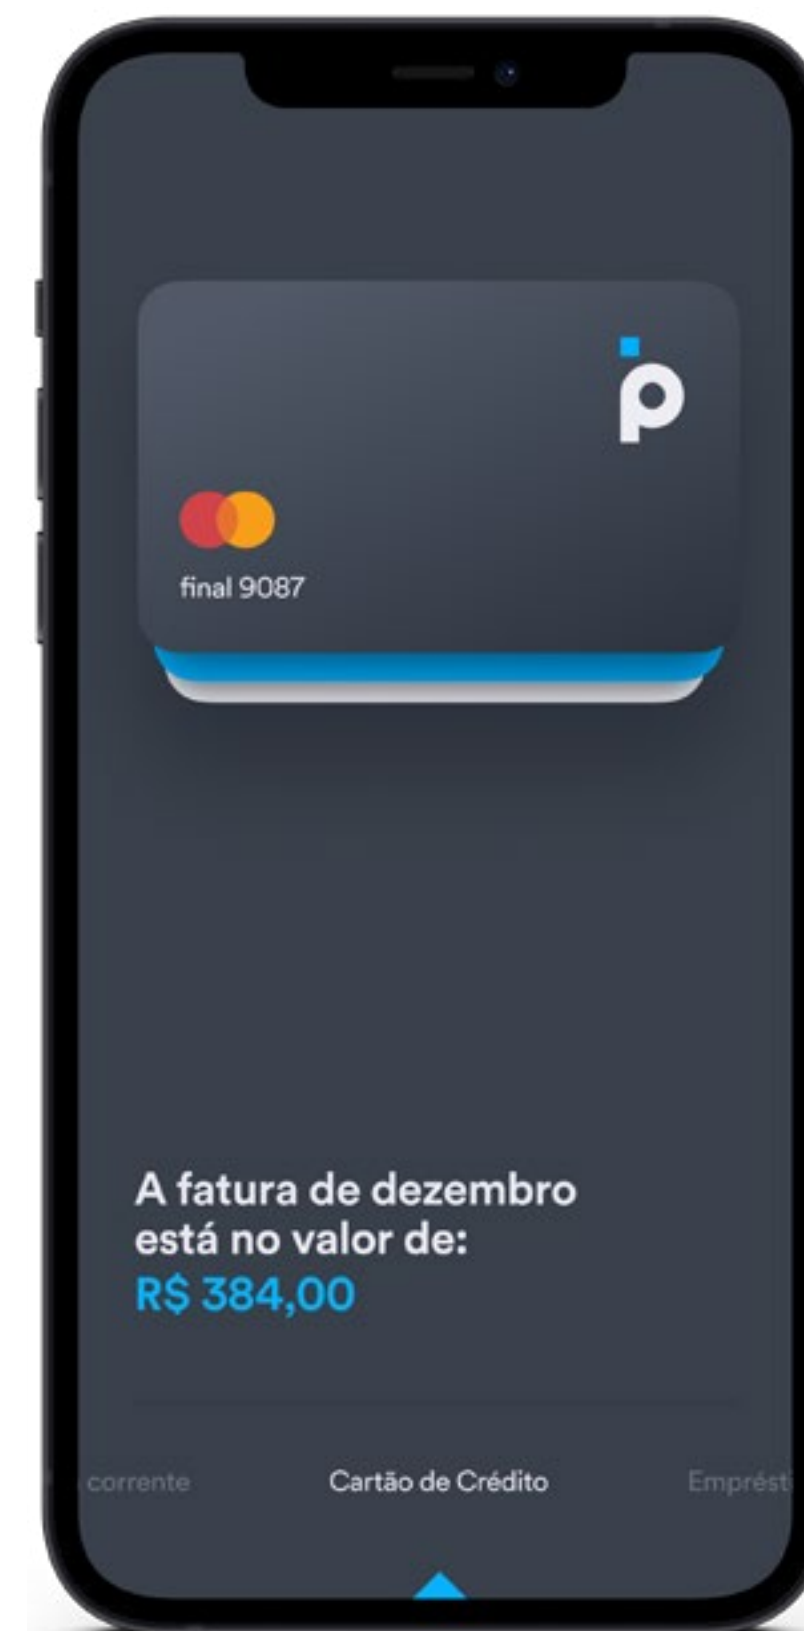 p
final 9087
A fatura de dezembro
está no valor de:
R$ 384,00
corrente
Cartão de Crédito
Emprésti